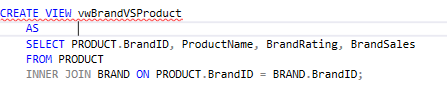 CREATE VIEW vwBrandVSProduct
AS
SELECT PRODUCT.BrandID, ProductName, BrandRating, BrandSales
FROM PRODUCT
INNER JOIN BRAND ON PRODUCT.BrandID = BRAND.BrandID;